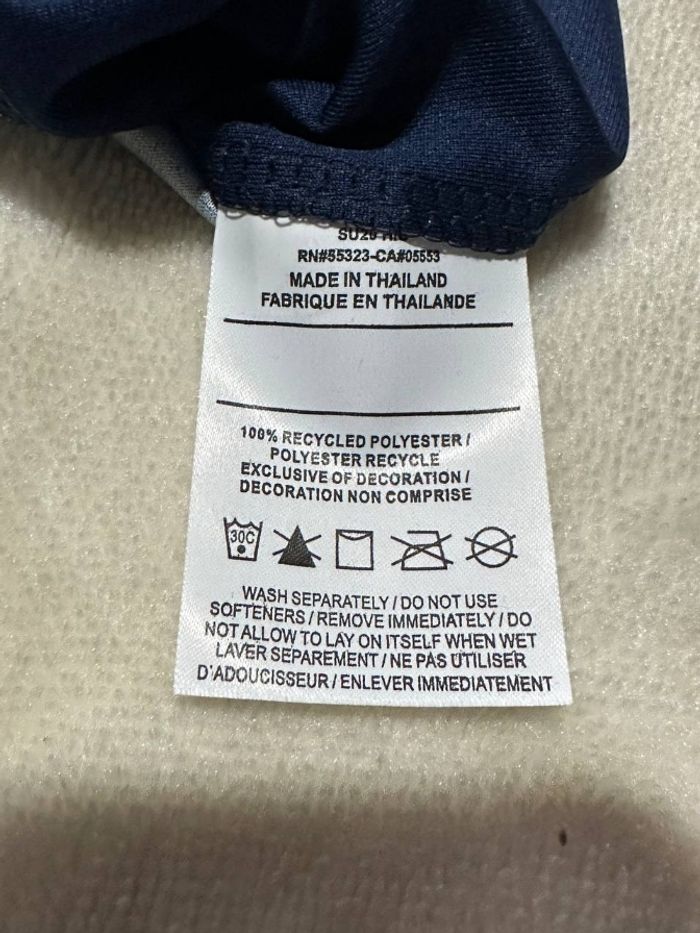 RN#55323-CA#05553
MADE IN THAILAND
FABRIQUE EN THAILANDE
100% RECYCLED POLYESTER /
POLYESTER RECYCLE
EXCLUSIVE OF DECORATION /
DECORATION NON COMPRISE
30C
WASH SEPARATELY / DO NOT USE
SOFTENERS / REMOVE IMMEDIATELY / DO
NOT ALLOW TO LAY ON ITSELF WHEN WET
LAVER SEPAREMENT / NE PAS UTILISER
D'ADOUCISSEUR / ENLEVER IMMEDIATEMENT